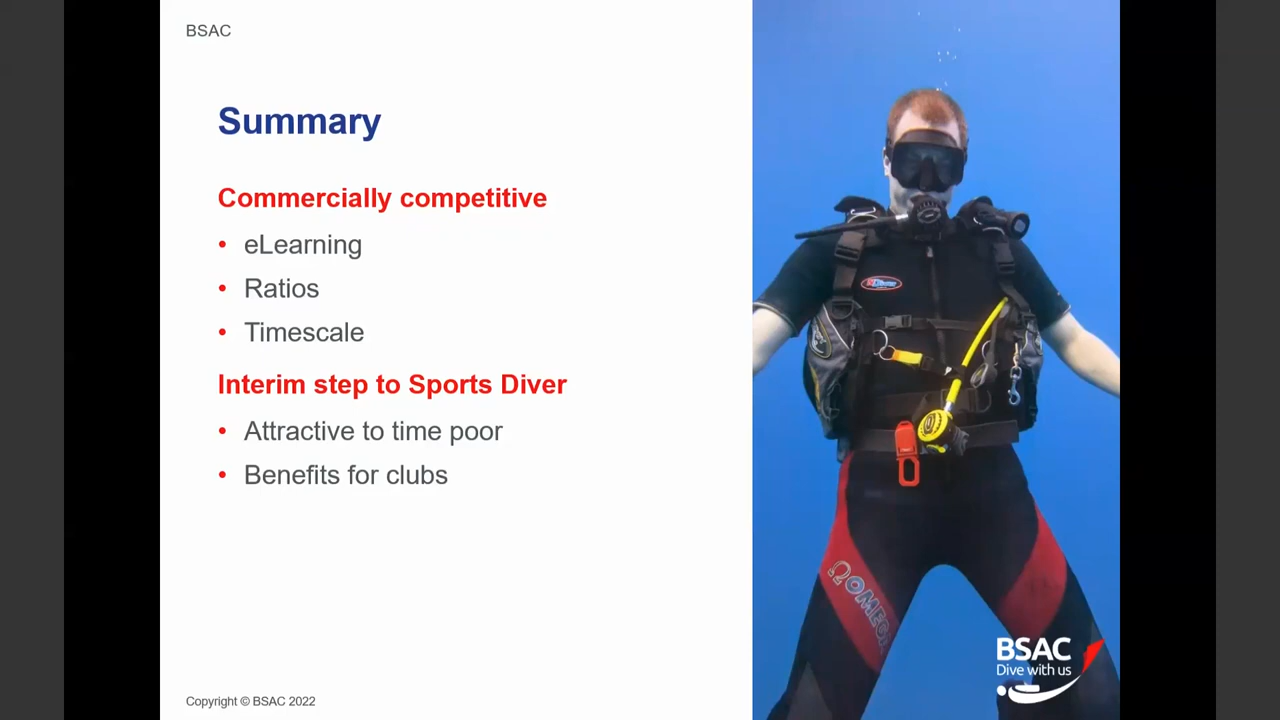 BSAC
Summary
Commercially competitive
• eLearning
• Ratios
• Timescale
Interim step to Sports Diver
• Attractive to time poor
• Benefits for clubs
Copyright © BSAC 2022
OMEGA
BSAC
Dive with us